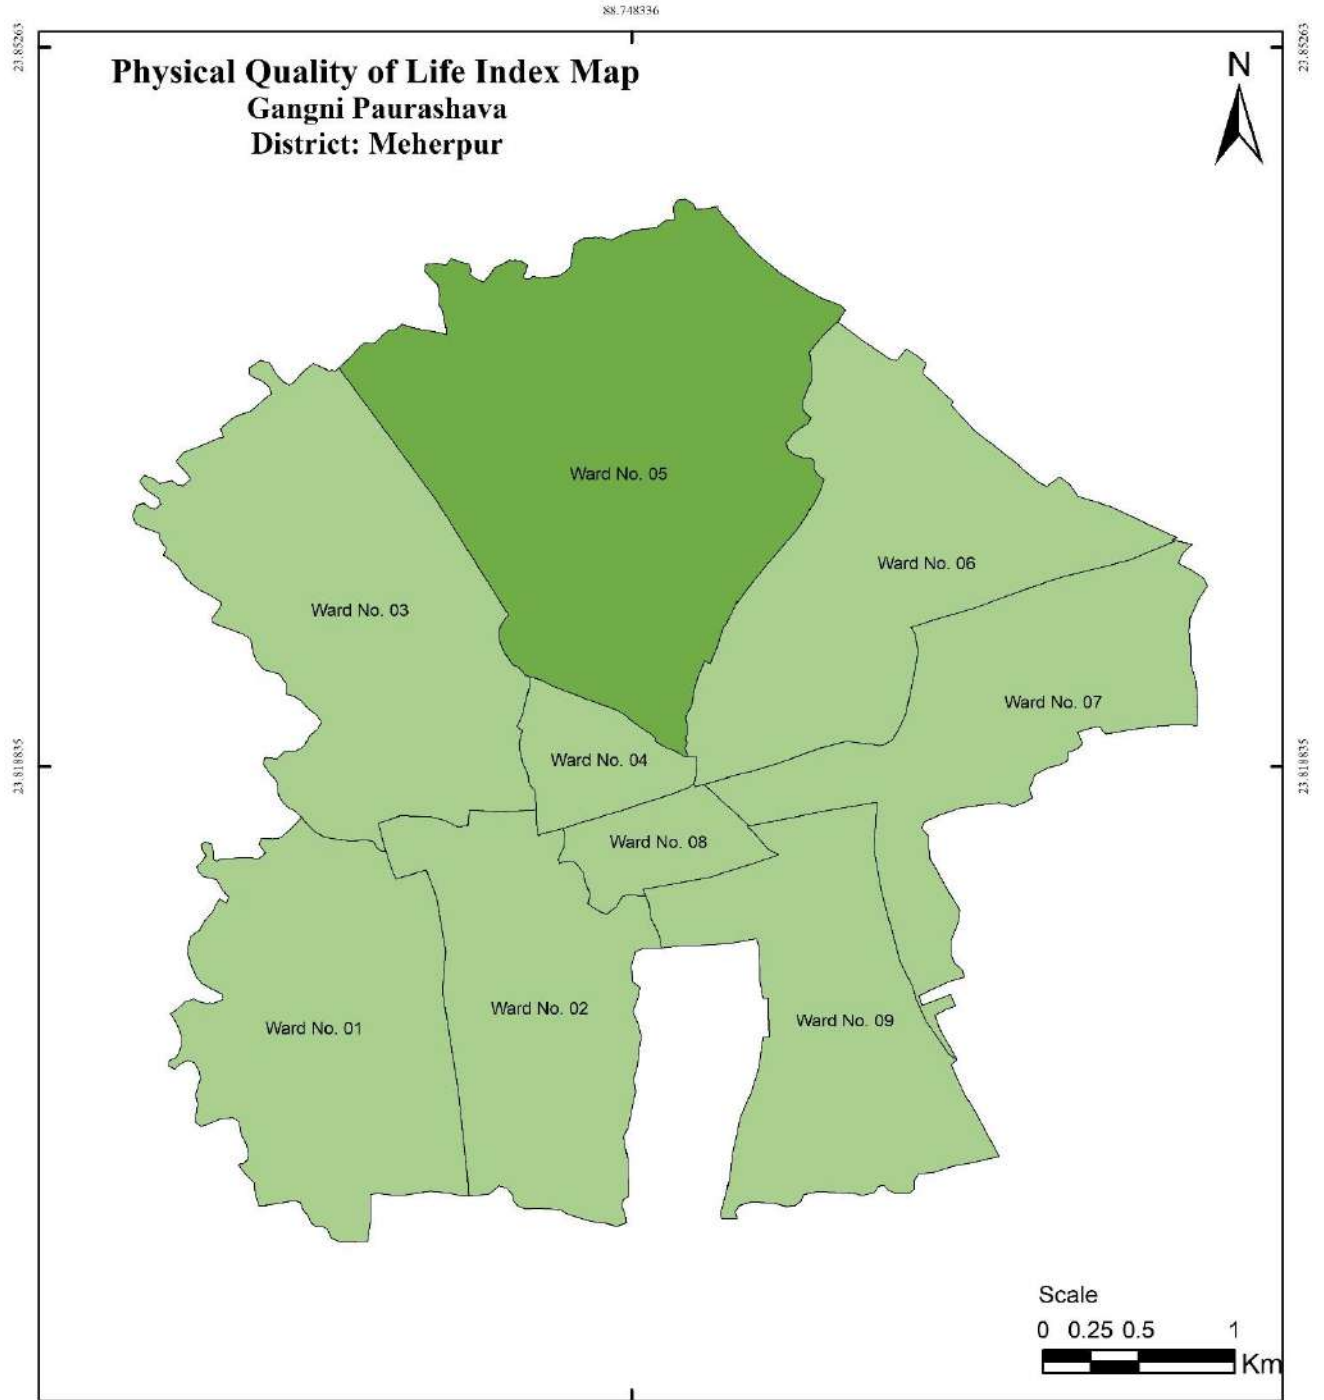 88.748336
23.85263
23.85263
Physical Quality of Life Index Map
Gangni Paurashava
District: Meherpur
N
Ward No. 05
Ward No. 06
Ward No. 03
Ward No. 07
Ward No. 04
23.818835
23.818835
Ward No. 08
Ward No. 02
Ward No. 09
Ward No. 01
Scale
0 0.25 0.5 1
Km